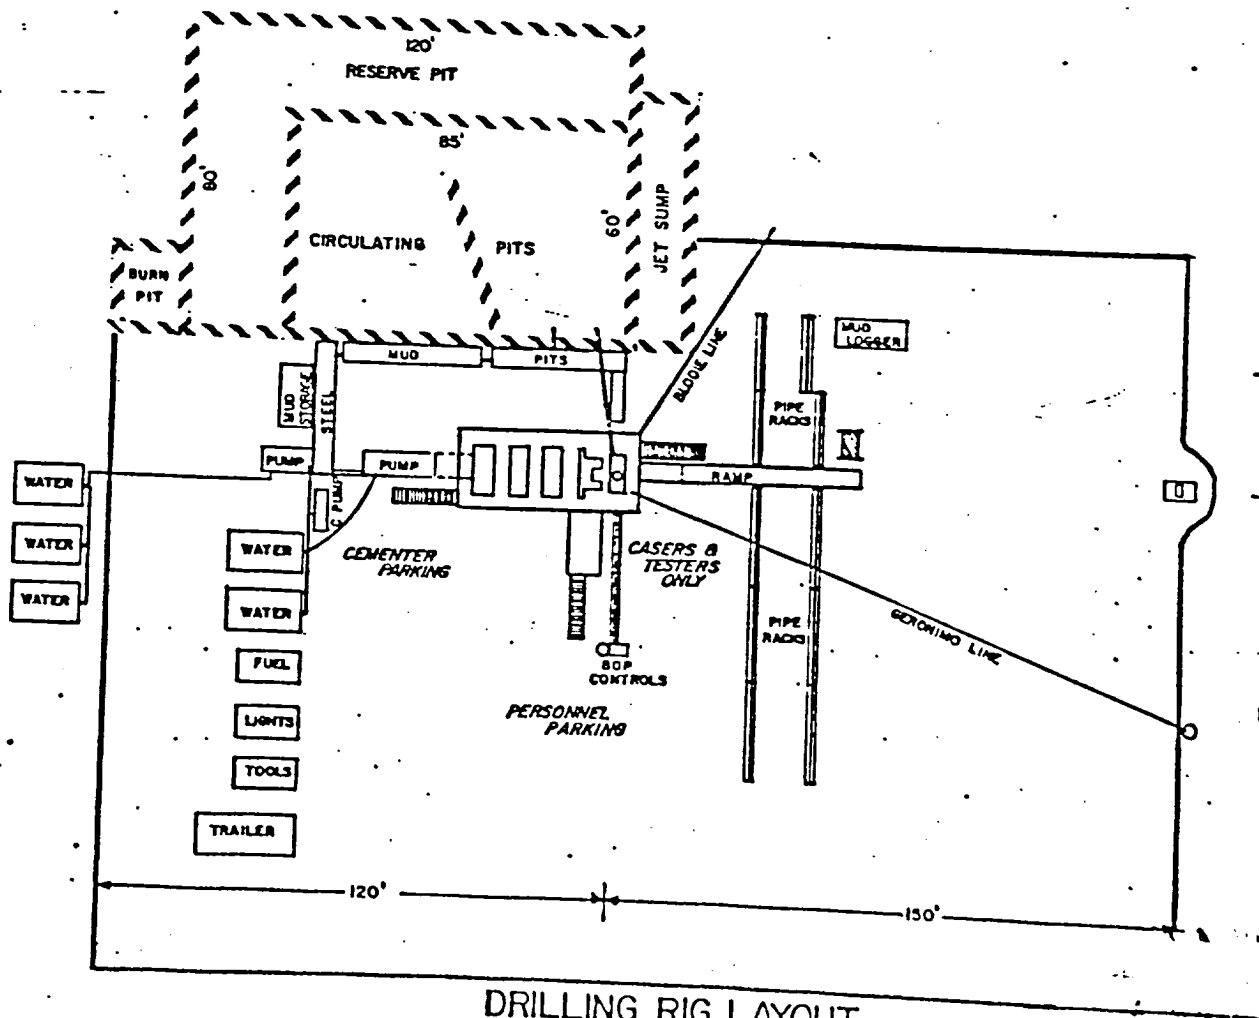 120'
RESERVE PIT
85'
80'
60'
JET SUMP
CIRCULATING
PITS
BURN
PIT
MUD
PITS
BLOOIE LINE
MUD
LOGGER
MUD
STORAGE
STEEL
PIPE
RACKS
PUMP
PUMP
RAMP
WATER
WATER
WATER
C PUMP
WATER
WATER
CEMENTER
PARKING
CASERS &
TESTERS
ONLY
GERONIMO LINE
PIPE
RACKS
FUEL
BOP
CONTROLS
LIGHTS
PERSONNEL
PARKING
TOOLS
TRAILER
120'
150'
DRILLING RIG LAYOUT